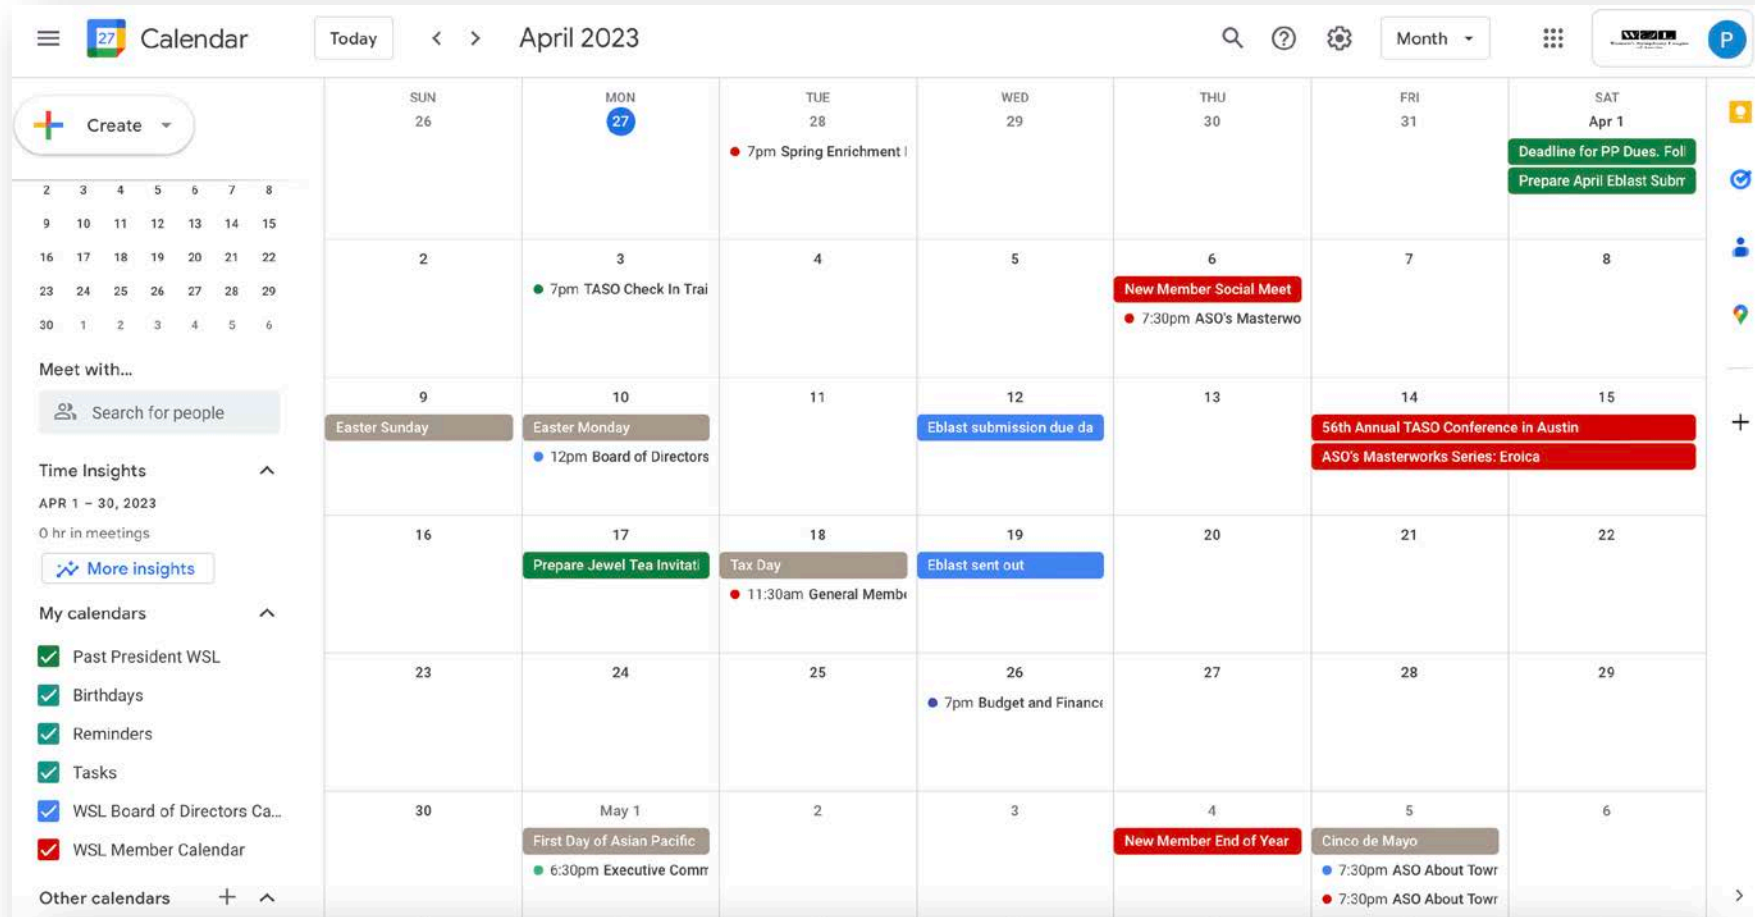 27 Calendar Today April 2023 Month WSL P
Create
2 3 4 5 6 7 8
9 10 11 12 13 14 15
16 17 18 19 20 21 22
23 24 25 26 27 28 29
30 1 2 3 4 5 6
Meet with...
Search for people
Time Insights
APR 1 – 30, 2023
0 hr in meetings
More insights
My calendars
Past President WSL
Birthdays
Reminders
Tasks
WSL Board of Directors Ca...
WSL Member Calendar
Other calendars
SUN MON TUE WED THU FRI SAT
26 27 28 29 30 31 Apr 1
7pm Spring Enrichment
Deadline for PP Dues. Foll
Prepare April Eblast Subm
2 3 4 5 6 7 8
7pm TASO Check In Trai
New Member Social Meet
7:30pm ASO's Masterwo
9 10 11 12 13 14 15
Easter Sunday
Easter Monday
12pm Board of Directors
Eblast submission due da
56th Annual TASO Conference in Austin
ASO's Masterworks Series: Eroica
16 17 18 19 20 21 22
Prepare Jewel Tea Invitati
Tax Day
11:30am General Membe
Eblast sent out
23 24 25 26 27 28 29
7pm Budget and Finance
30 May 1 2 3 4 5 6
First Day of Asian Pacific
6:30pm Executive Comm
New Member End of Year
Cinco de Mayo
7:30pm ASO About Towr
7:30pm ASO About Towr